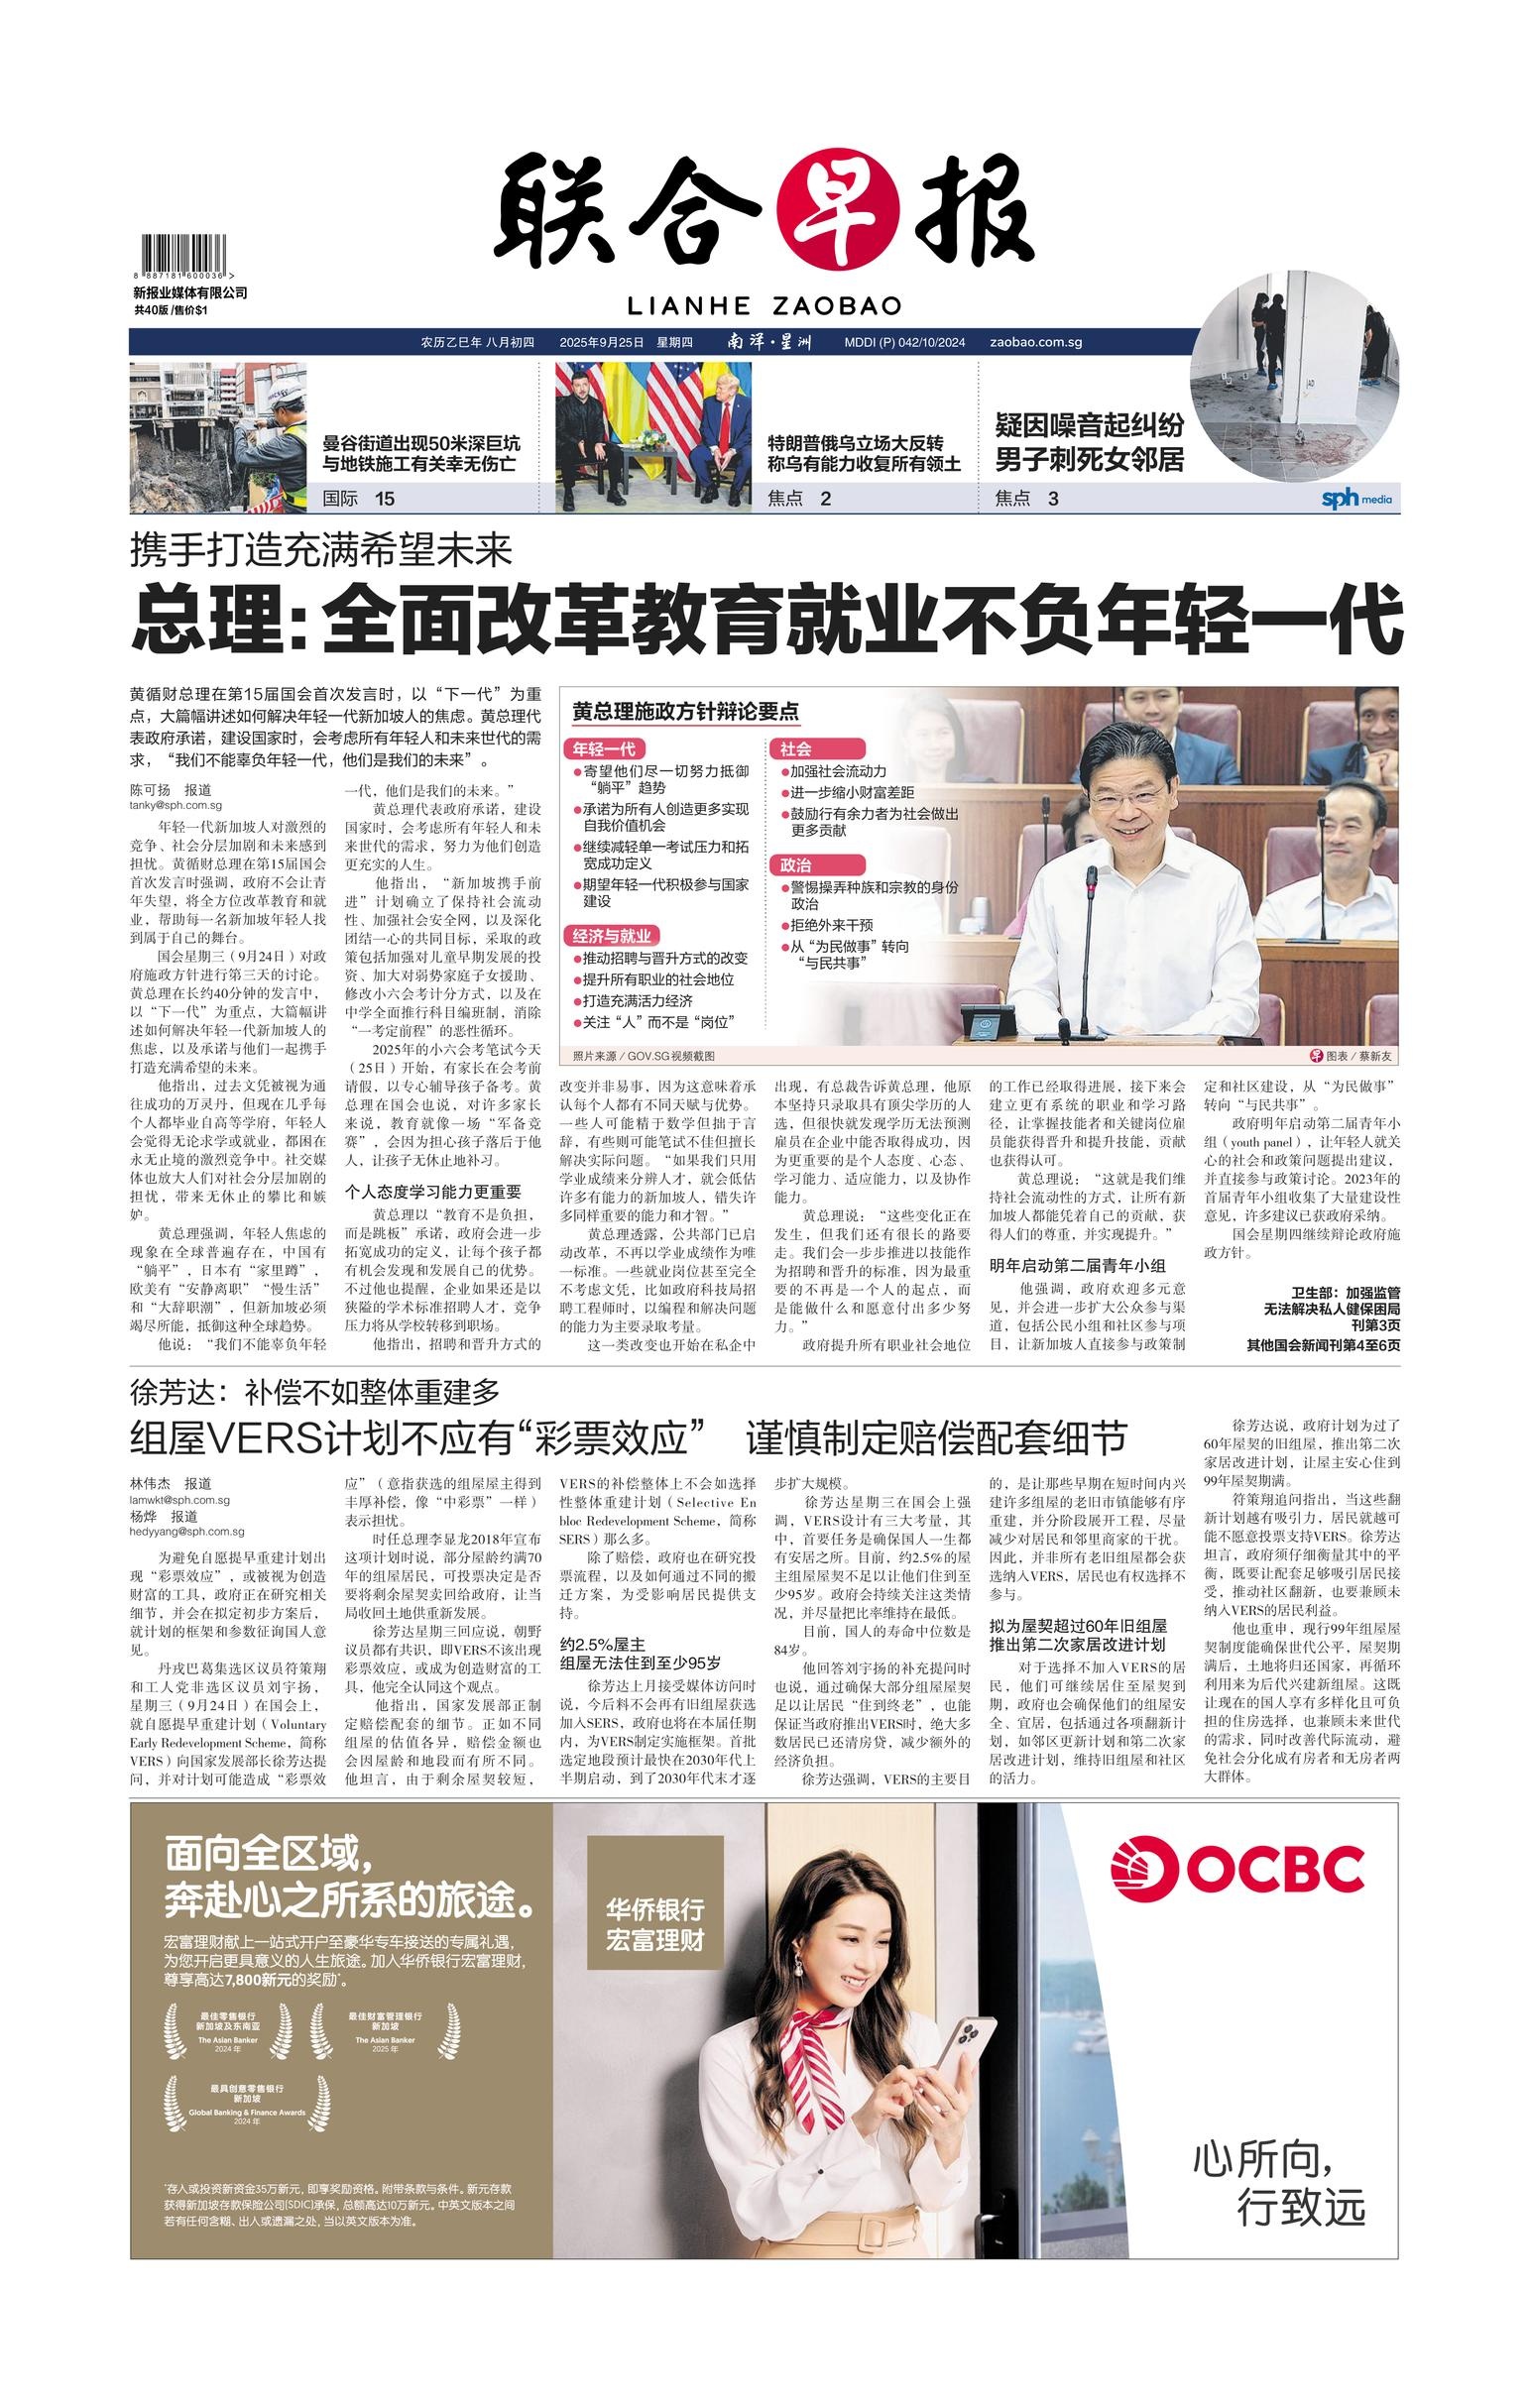 联合早报
LIANHE ZAOBAO
8 887181 600036 >
新报业媒体有限公司
共40版 /售价$1
农历乙巳年 八月初四 2025年9月25日 星期四 南洋·星洲 MDDI (P) 042/10/2024 zaobao.com.sg
曼谷街道出现50米深巨坑
与地铁施工有关幸无伤亡
国际 15
特朗普俄乌立场大反转
称乌有能力收复所有领土
焦点 2
疑因噪音起纠纷
男子刺死女邻居
焦点 3
sph media
携手打造充满希望未来
总理：全面改革教育就业不负年轻一代
黄循财总理在第15届国会首次发言时，以“下一代”为重
点，大篇幅讲述如何解决年轻一代新加坡人的焦虑。黄总理代
表政府承诺，建设国家时，会考虑所有年轻人和未来世代的需
求，“我们不能辜负年轻一代，他们是我们的未来”。
陈可扬 报道
tanky@sph.com.sg
年轻一代新加坡人对激烈的
竞争、社会分层加剧和未来感到
担忧。黄循财总理在第15届国会
首次发言时强调，政府不会让青
年失望，将全方位改革教育和就
业，帮助每一名新加坡年轻人找
到属于自己的舞台。
国会星期三（9月24日）对政
府施政方针进行第三天的讨论。
黄总理在长约40分钟的发言中，
以“下一代”为重点，大篇幅讲
述如何解决年轻一代新加坡人的
焦虑，以及承诺与他们一起携手
打造充满希望的未来。
他指出，过去文凭被视为通
往成功的万灵丹，但现在几乎每
个人都毕业自高等学府，年轻人
会觉得无论求学或就业，都困在
永无止境的激烈竞争中。社交媒
体也放大人们对社会分层加剧的
担忧，带来无休止的攀比和嫉
妒。
黄总理强调，年轻人焦虑的
现象在全球普遍存在，中国有
“躺平”，日本有“家里蹲”，
欧美有“安静离职”“慢生活”
和“大辞职潮”，但新加坡必须
竭尽所能，抵御这种全球趋势。
他说：“我们不能辜负年轻
一代，他们是我们的未来。”
黄总理代表政府承诺，建设
国家时，会考虑所有年轻人和未
来世代的需求，努力为他们创造
更充实的人生。
他指出，“新加坡携手前
进”计划确立了保持社会流动
性、加强社会安全网，以及深化
团结一心的共同目标，采取的政
策包括加强对儿童早期发展的投
资、加大对弱势家庭子女援助、
修改小六会考计分方式，以及在
中学全面推行科目编班制，消除
“一考定前程”的恶性循环。
2025年的小六会考笔试今天
（25日）开始，有家长在会考前
请假，以专心辅导孩子备考。黄
总理在国会也说，对许多家长
来说，教育就像一场“军备竞
赛”，会因为担心孩子落后于他
人，让孩子无休止地补习。
个人态度学习能力更重要
黄总理以“教育不是负担，
而是跳板”承诺，政府会进一步
拓宽成功的定义，让每个孩子都
有机会发现和发展自己的优势。
不过他也提醒，企业如果还是以
狭隘的学术标准招聘人才，竞争
压力将从学校转移到职场。
他指出，招聘和晋升方式的
黄总理施政方针辩论要点
年轻一代
●寄望他们尽一切努力抵御
“躺平”趋势
●承诺为所有人创造更多实现
自我价值机会
●继续减轻单一考试压力和拓
宽成功定义
●期望年轻一代积极参与国家
建设
经济与就业
●推动招聘与晋升方式的改变
●提升所有职业的社会地位
●打造充满活力经济
●关注“人”而不是“岗位”
社会
●加强社会流动力
●进一步缩小财富差距
●鼓励行有余力者为社会做出
更多贡献
政治
●警惕操弄种族和宗教的身份
政治
●拒绝外来干预
●从“为民做事”转向
“与民共事”
照片来源 / GOV.SG视频截图
早 图表 / 蔡新友
改变并非易事，因为这意味着承
认每个人都有不同天赋与优势。
一些人可能精于数学但拙于言
辞，有些则可能笔试不佳但擅长
解决实际问题。“如果我们只用
学业成绩来分辨人才，就会低估
许多有能力的新加坡人，错失许
多同样重要的能力和才智。”
黄总理透露，公共部门已启
动改革，不再以学业成绩作为唯
一标准。一些就业岗位甚至完全
不考虑文凭，比如政府科技局招
聘工程师时，以编程和解决问题
的能力为主要录取考量。
这一类改变也开始在私企中
出现，有总裁告诉黄总理，他原
本坚持只录取具有顶尖学历的人
选，但很快就发现学历无法预测
雇员在企业中能否取得成功，因
为更重要的是个人态度、心态、
学习能力、适应能力，以及协作
能力。
黄总理说：“这些变化正在
发生，但我们还有很长的路要
走。我们会一步步推进以技能作
为招聘和晋升的标准，因为最重
要的不再是一个人的起点，而
是能做什么和愿意付出多少努
力。”
政府提升所有职业社会地位
的工作已经取得进展，接下来会
建立更有系统的职业和学习路
径，让掌握技能者和关键岗位雇
员能获得晋升和提升技能，贡献
也获得认可。
黄总理说：“这就是我们维
持社会流动性的方式，让所有新
加坡人都能凭着自己的贡献，获
得人们的尊重，并实现提升。”
明年启动第二届青年小组
他强调，政府欢迎多元意
见，并会进一步扩大公众参与渠
道，包括公民小组和社区参与项
目，让新加坡人直接参与政策制
定和社区建设，从“为民做事”
转向“与民共事”。
政府明年启动第二届青年小
组（youth panel），让年轻人就关
心的社会和政策问题提出建议，
并直接参与政策讨论。2023年的
首届青年小组收集了大量建设性
意见，许多建议已获政府采纳。
国会星期四继续辩论政府施
政方针。
卫生部：加强监管
无法解决私人健保困局
刊第3页
其他国会新闻刊第4至6页
徐芳达：补偿不如整体重建多
组屋VERS计划不应有“彩票效应” 谨慎制定赔偿配套细节
林伟杰 报道
lamwkt@sph.com.sg
杨烨 报道
hedyyang@sph.com.sg
为避免自愿提早重建计划出
现“彩票效应”，或被视为创造
财富的工具，政府正在研究相关
细节，并会在拟定初步方案后，
就计划的框架和参数征询国人意
见。
丹戎巴葛集选区议员符策翔
和工人党非选区议员刘宇扬，
星期三（9月24日）在国会上，
就自愿提早重建计划（Voluntary
Early Redevelopment Scheme，简称
VERS）向国家发展部长徐芳达提
问，并对计划可能造成“彩票效
应”（意指获选的组屋屋主得到
丰厚补偿，像“中彩票”一样）
表示担忧。
时任总理李显龙2018年宣布
这项计划时说，部分屋龄约满70
年的组屋居民，可投票决定是否
要将剩余屋契卖回给政府，让当
局收回土地供重新发展。
徐芳达星期三回应说，朝野
议员都有共识，即VERS不该出现
彩票效应，或成为创造财富的工
具，他完全认同这个观点。
他指出，国家发展部正制
定赔偿配套的细节。正如不同
组屋的估值各异，赔偿金额也
会因屋龄和地段而有所不同。
他坦言，由于剩余屋契较短，
VERS的补偿整体上不会如选择
性整体重建计划（Selective En
bloc Redevelopment Scheme，简称
SERS）那么多。
除了赔偿，政府也在研究投
票流程，以及如何通过不同的搬
迁方案，为受影响居民提供支
持。
约2.5%屋主
组屋无法住到至少95岁
徐芳达上月接受媒体访问时
说，今后料不会再有旧组屋获选
加入SERS，政府也将在本届任期
内，为VERS制定实施框架。首批
选定地段预计最快在2030年代上
半期启动，到了2030年代末才逐
步扩大规模。
徐芳达星期三在国会上强
调，VERS设计有三大考量，其
中，首要任务是确保国人一生都
有安居之所。目前，约2.5%的屋
主组屋屋契不足以让他们住到至
少95岁。政府会持续关注这类情
况，并尽量把比率维持在最低。
目前，国人的寿命中位数是
84岁。
他回答刘宇扬的补充提问时
也说，通过确保大部分组屋屋契
足以让居民“住到终老”，也能
保证当政府推出VERS时，绝大多
数居民已还清房贷，减少额外的
经济负担。
徐芳达强调，VERS的主要目
的，是让那些早期在短时间内兴
建许多组屋的老旧市镇能够有序
重建，并分阶段展开工程，尽量
减少对居民和邻里商家的干扰。
因此，并非所有老旧组屋都会获
选纳入VERS，居民也有权选择不
参与。
拟为屋契超过60年旧组屋
推出第二次家居改进计划
对于选择不加入VERS的居
民，他们可继续居住至屋契到
期，政府也会确保他们的组屋安
全、宜居，包括通过各项翻新计
划，如邻区更新计划和第二次家
居改进计划，维持旧组屋和社区
的活力。
徐芳达说，政府计划为过了
60年屋契的旧组屋，推出第二次
家居改进计划，让屋主安心住到
99年屋契期满。
符策翔追问指出，当这些翻
新计划越有吸引力，居民就越可
能不愿意投票支持VERS。徐芳达
坦言，政府须仔细衡量其中的平
衡，既要让配套足够吸引居民接
受，推动社区翻新，也要兼顾未
纳入VERS的居民利益。
他也重申，现行99年组屋屋
契制度能确保世代公平，屋契期
满后，土地将归还国家，再循环
利用来为后代兴建新组屋。这既
让现在的国人享有多样化且可负
担的住房选择，也兼顾未来世代
的需求，同时改善代际流动，避
免社会分化成有房者和无房者两
大群体。
面向全区域，
奔赴心之所系的旅途。
宏富理财献上一站式开户至豪华专车接送的专属礼遇，
为您开启更具意义的人生旅途。加入华侨银行宏富理财，
尊享高达7,800新元的奖励*。
最佳零售银行
新加坡及东南亚
The Asian Banker
2024 年
最佳财富管理银行
新加坡
The Asian Banker
2025 年
最具创意零售银行
新加坡
Global Banking & Finance Awards
2024 年
*存入或投资新资金35万新元，即享奖励资格。附带条款与条件。新元存款
获得新加坡存款保险公司(SDIC)承保，总额高达10万新元。中英文版本之间
若有任何含糊、出入或遗漏之处，当以英文版本为准。
华侨银行
宏富理财
OCBC
心所向，
行致远